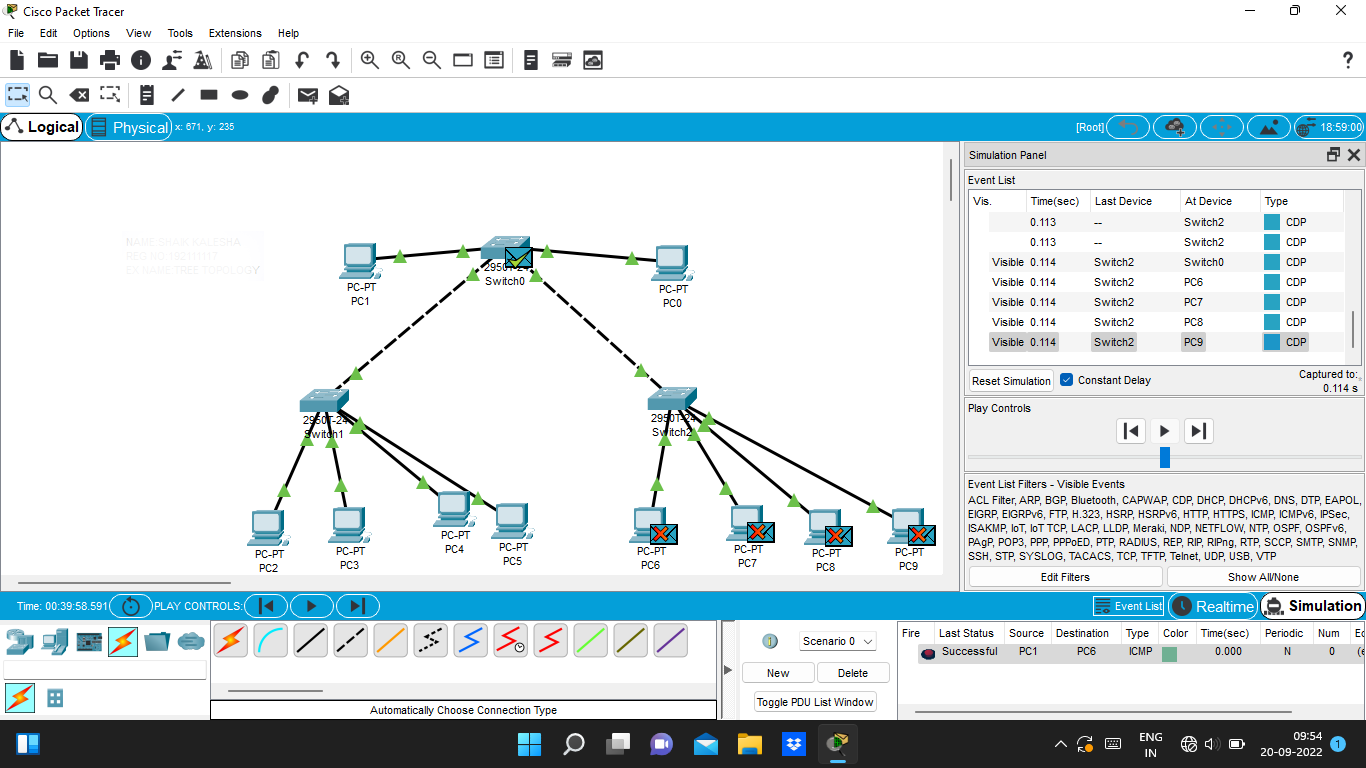 Cisco Packet Tracer
File Edit Options View Tools Extensions Help
?
Logical Physical x: 671, y: 235 [Root] 18:59:00
Simulation Panel
Event List
Vis. Time(sec) Last Device At Device Type
0.113 -- Switch2 CDP
0.113 -- Switch2 CDP
Visible 0.114 Switch2 Switch0 CDP
Visible 0.114 Switch2 PC6 CDP
Visible 0.114 Switch2 PC7 CDP
Visible 0.114 Switch2 PC8 CDP
Visible 0.114 Switch2 PC9 CDP
Reset Simulation Constant Delay Captured to:
0.114 s
Play Controls
Event List Filters - Visible Events
ACL Filter, ARP, BGP, Bluetooth, CAPWAP, CDP, DHCP, DHCPv6, DNS, DTP, EAPOL,
EIGRP, EIGRPv6, FTP, H.323, HSRP, HSRPv6, HTTP, HTTPS, ICMP, ICMPv6, IPSec,
ISAKMP, IoT, IoT TCP, LACP, LLDP, Meraki, NDP, NETFLOW, NTP, OSPF, OSPFv6,
PAgP, POP3, PPP, PPPoED, PTP, RADIUS, REP, RIP, RIPng, RTP, SCCP, SMTP, SNMP,
SSH, STP, SYSLOG, TACACS, TCP, TFTP, Telnet, UDP, USB, VTP
Edit Filters Show All/None
EX.NAME:TREE TOPOLOGY
PC-PT
PC1
2950T-24
Switch0
PC-PT
PC0
2950T-24
Switch1
2950T-24
Switch2
PC-PT
PC2
PC-PT
PC3
PC-PT
PC4
PC-PT
PC5
PC-PT
PC6
PC-PT
PC7
PC-PT
PC8
PC-PT
PC9
Time: 00:39:58.591 PLAY CONTROLS: Event List Realtime Simulation
Scenario 0
New Delete
Toggle PDU List Window
Fire Last Status Source Destination Type Color Time(sec) Periodic Num
Successful PC1 PC6 ICMP 0.000 N 0
Automatically Choose Connection Type
ENG
IN
09:54
20-09-2022
1